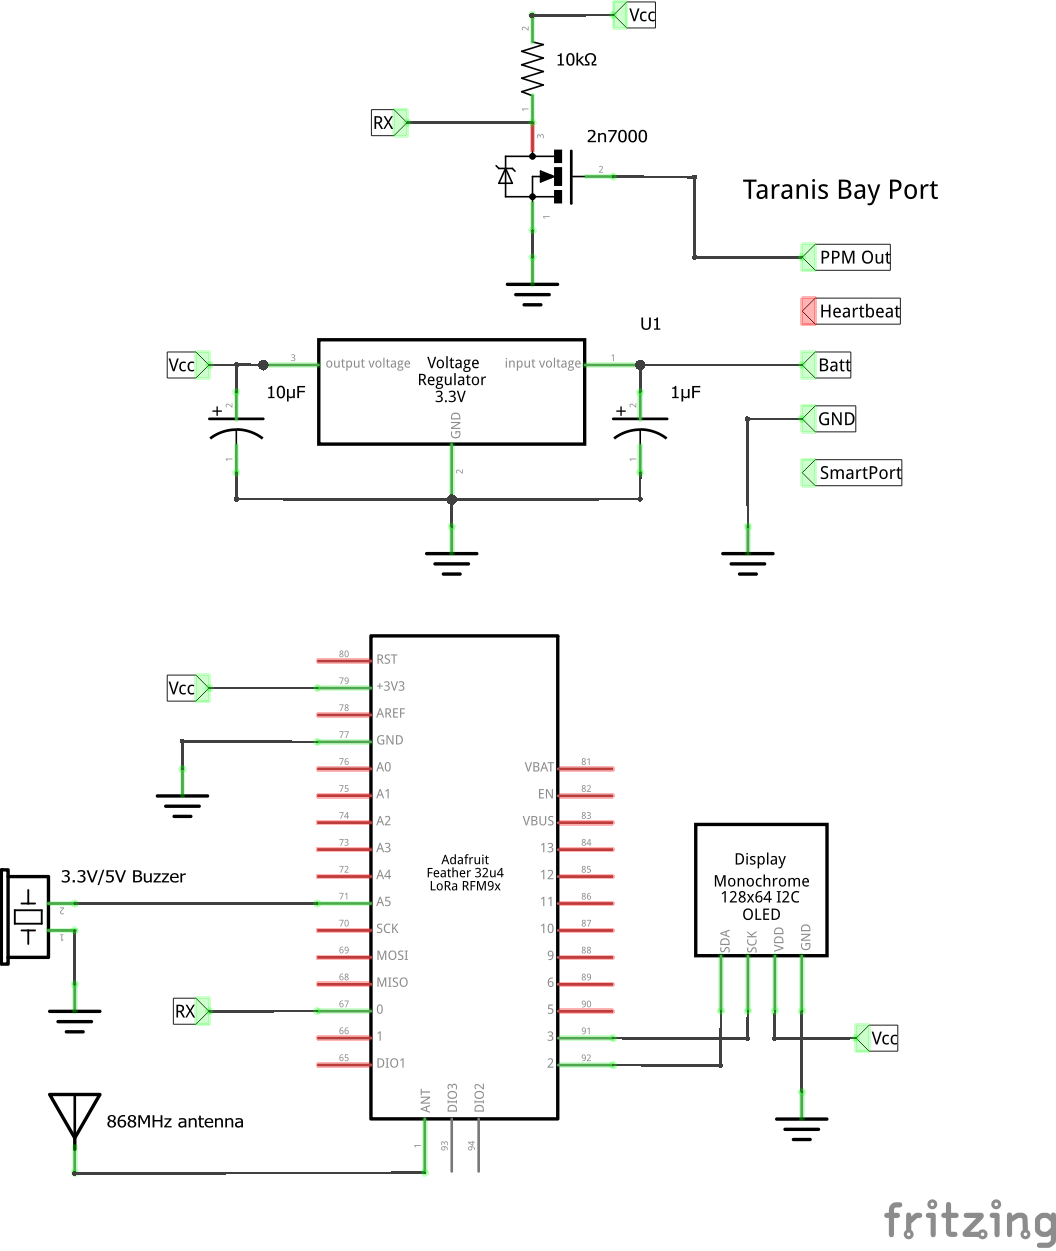 Vcc
2
10kΩ
1
RX
3
2n7000
2
Taranis Bay Port
1
PPM Out
Heartbeat
U1
Vcc
3
output voltage
Voltage
Regulator
3.3V
input voltage
1
Batt
2
+
10µF
GND
2
+
1µF
GND
1
2
1
SmartPort
80
RST
Vcc
79
+3V3
78
AREF
77
GND
76
A0
VBAT
81
75
A1
EN
82
74
A2
VBUS
83
73
A3
13
84
Adafruit
Feather 32u4
LoRa RFM9x
Display
Monochrome
128x64 I2C
OLED
72
A4
12
85
3.3V/5V Buzzer
2
71
A5
11
86
1
70
SCK
10
87
SDA
SCK
VDD
GND
69
MOSI
9
88
68
MISO
6
89
RX
67
0
5
90
66
1
3
91
Vcc
65
DIO1
2
92
ANT
DIO3
DIO2
868MHz antenna
1
93
94
fritzing